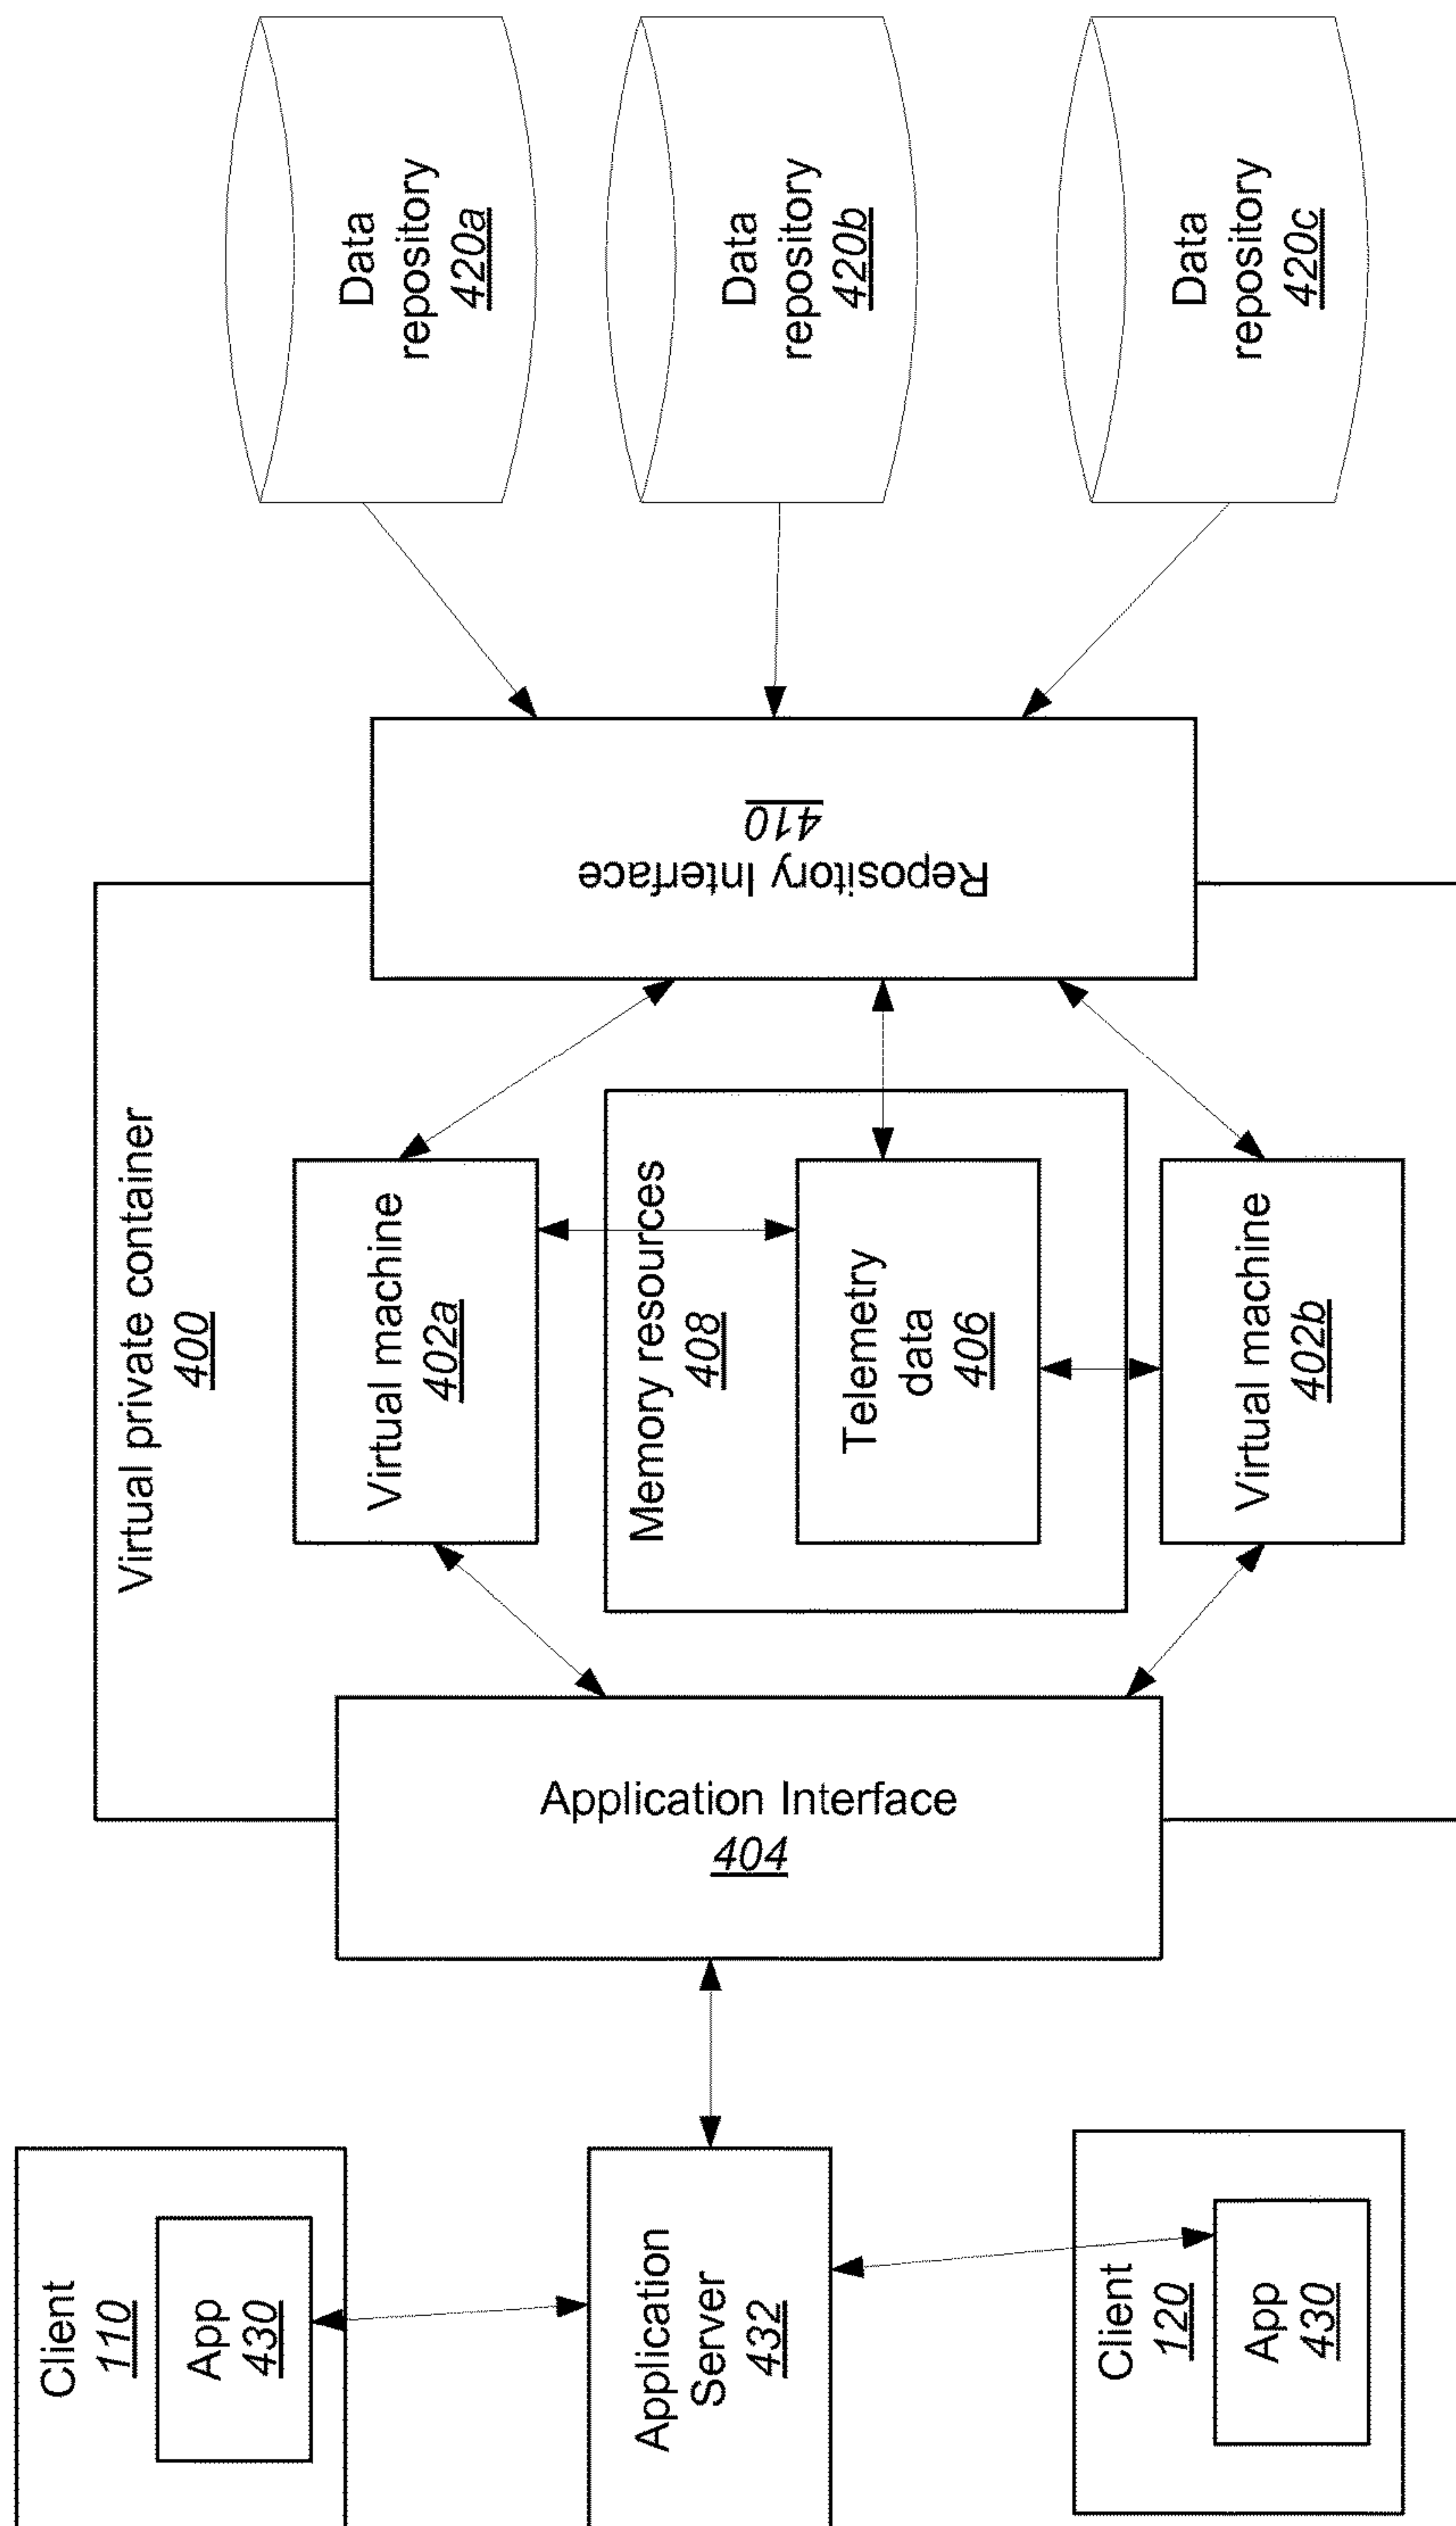 Client
110
App
430
Application
Server
432
Client
120
App
430
Application Interface
404
Virtual private container
400
Virtual machine
402a
Memory resources
408
Telemetry
data
406
Virtual machine
402b
Repository Interface
410
Data
repository
420a
Data
repository
420b
Data
repository
420c